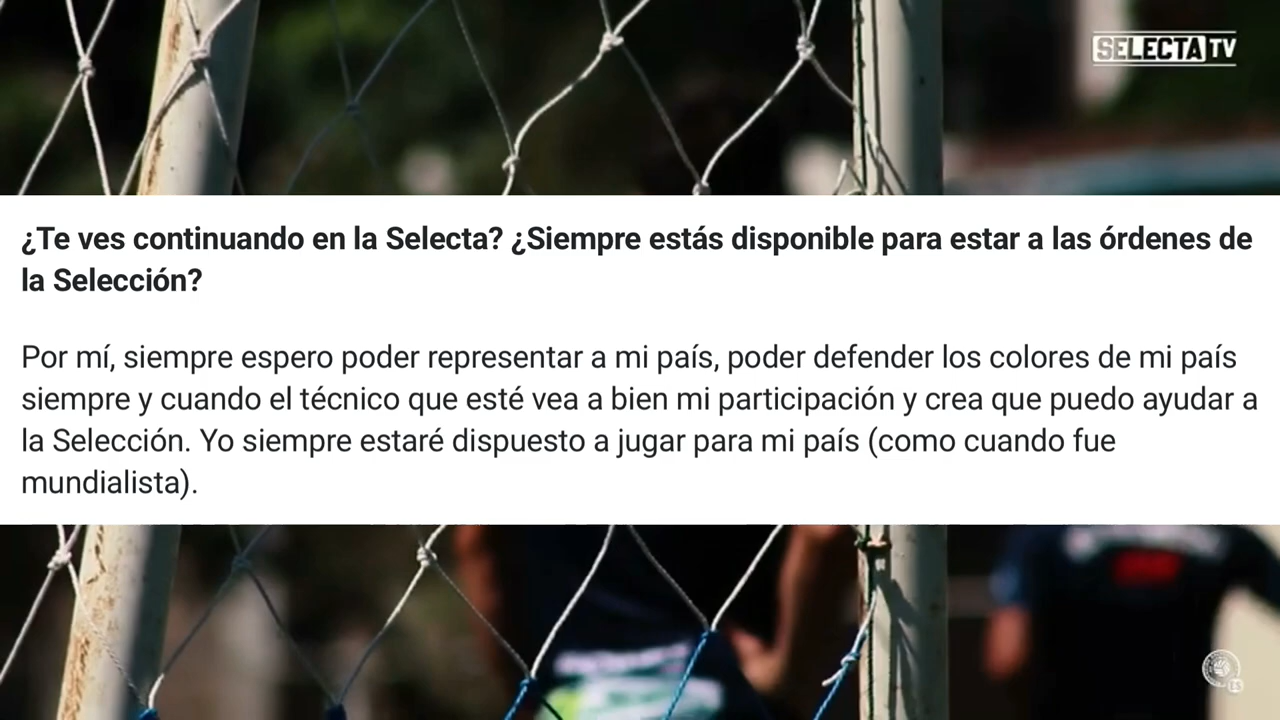 SELECTA TV
¿Te ves continuando en la Selecta? ¿Siempre estás disponible para estar a las órdenes de
la Selección?
Por mí, siempre espero poder representar a mi país, poder defender los colores de mi país
siempre y cuando el técnico que esté vea a bien mi participación y crea que puedo ayudar a
la Selección. Yo siempre estaré dispuesto a jugar para mi país (como cuando fue
mundialista).